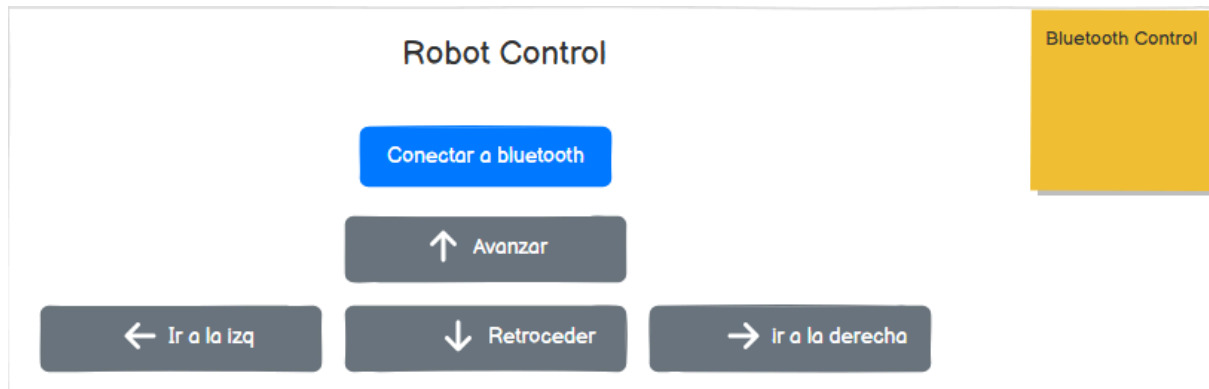 Robot Control
Bluetooth Control
Conectar a bluetooth
Avanzar
Ir a la izq
Retroceder
ir a la derecha